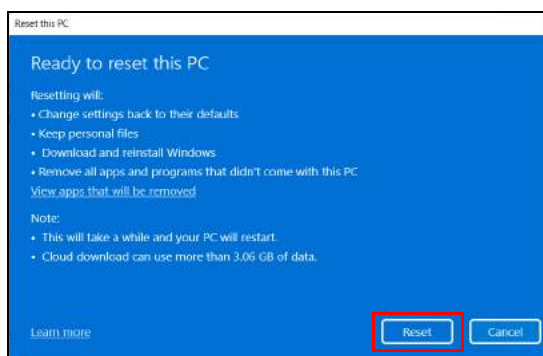 Reset this PC
Ready to reset this PC
Resetting will:
• Change settings back to their defaults
• Keep personal files
• Download and reinstall Windows
• Remove all apps and programs that didn't come with this PC
View apps that will be removed
Note:
• This will take a while and your PC will restart.
• Cloud download can use more than 3.06 GB of data.
Learn more
Reset
Cancel